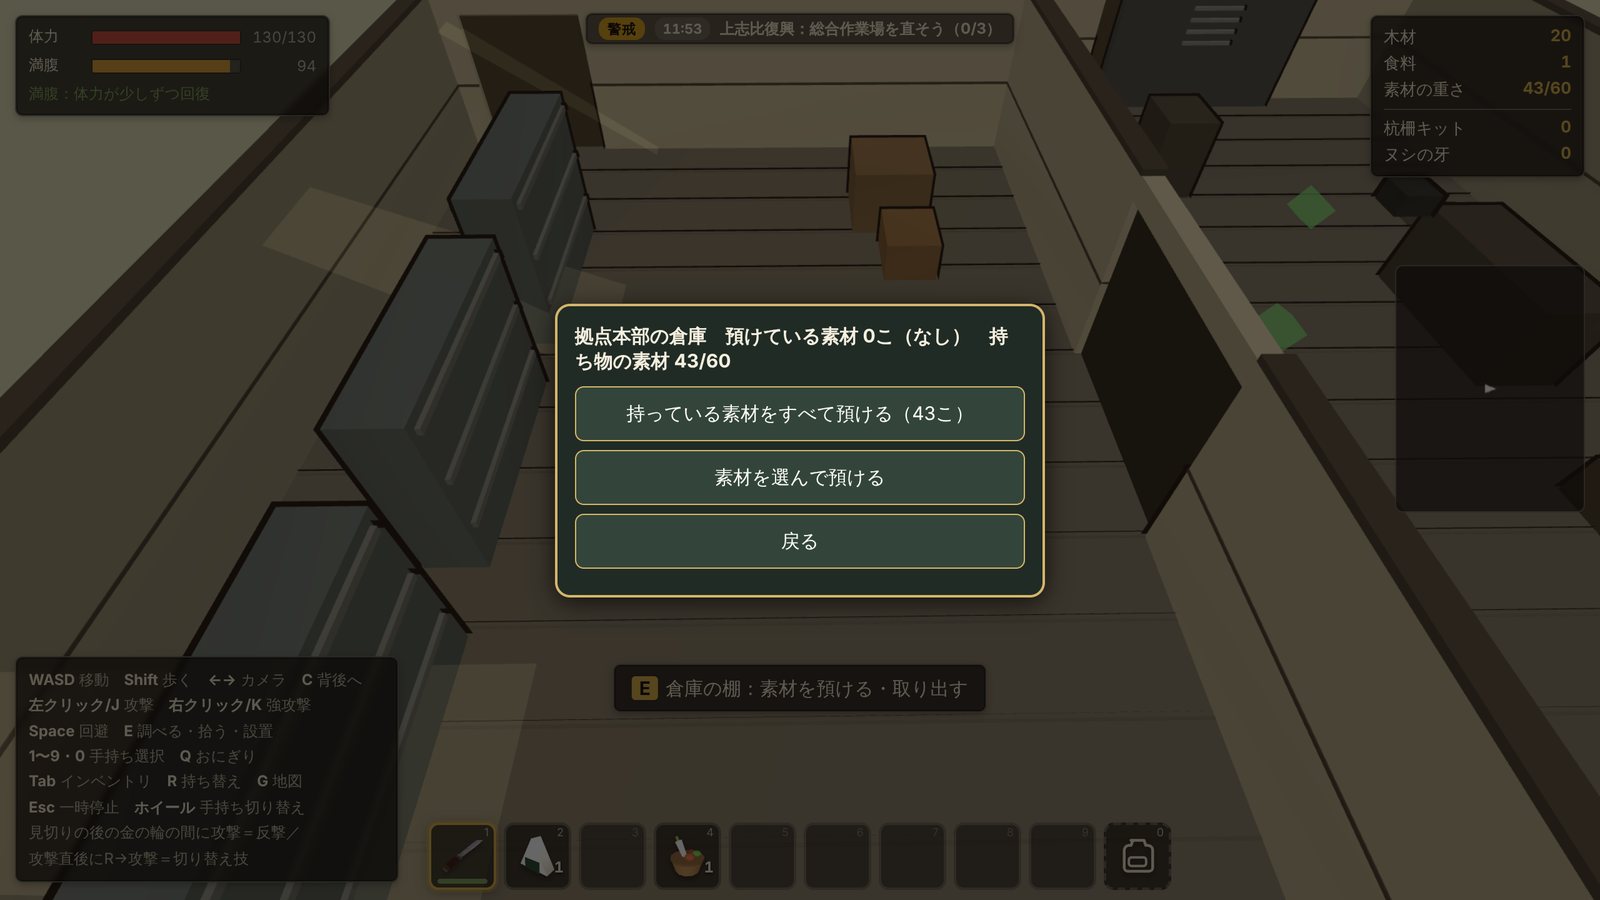 体力 130/130
満腹 94
満腹：体力が少しずつ回復
警戒 11:53 上志比復興：総合作業場を直そう（0/3）
木材 20
食料 1
素材の重さ 43/60
杭柵キット 0
ヌシの牙 0
拠点本部の倉庫　預けている素材 0こ（なし）　持
ち物の素材 43/60
持っている素材をすべて預ける（43こ）
素材を選んで預ける
戻る
E 倉庫の棚：素材を預ける・取り出す
WASD 移動 Shift 歩く ←→ カメラ C 背後へ
左クリック/J 攻撃 右クリック/K 強攻撃
Space 回避 E 調べる・拾う・設置
1〜9・0 手持ち選択 Q おにぎり
Tab インベントリ R 持ち替え G 地図
Esc 一時停止 ホイール 手持ち切り替え
見切りの後の金の輪の間に攻撃＝反撃／
攻撃直後にR→攻撃＝切り替え技
1 2 3 4 5 6 7 8 9 0
1 1